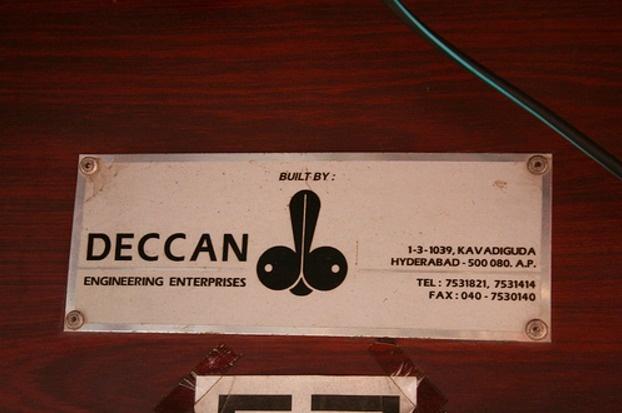 BUILT BY :
DECCAN
ENGINEERING ENTERPRISES
1-3-1039, KAVADIGUDA
HYDERABAD - 500 080. A.P.
TEL : 7531821, 7531414
FAX : 040 - 7530140